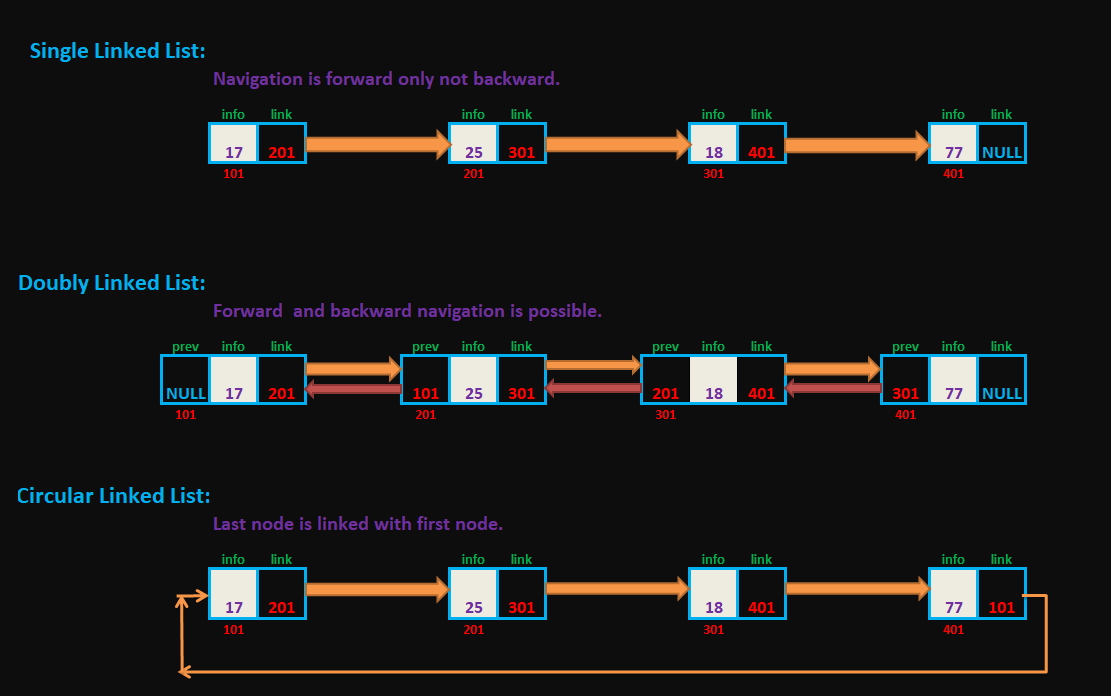 Single Linked List:
Navigation is forward only not backward.
info link info link info link info link
17 201 25 301 18 401 77 NULL
101 201 301 401
Doubly Linked List:
Forward and backward navigation is possible.
prev info link prev info link prev info link prev info link
NULL 17 201 101 25 301 201 18 401 301 77 NULL
101 201 301 401
Circular Linked List:
Last node is linked with first node.
info link info link info link info link
17 201 25 301 18 401 77 101
101 201 301 401